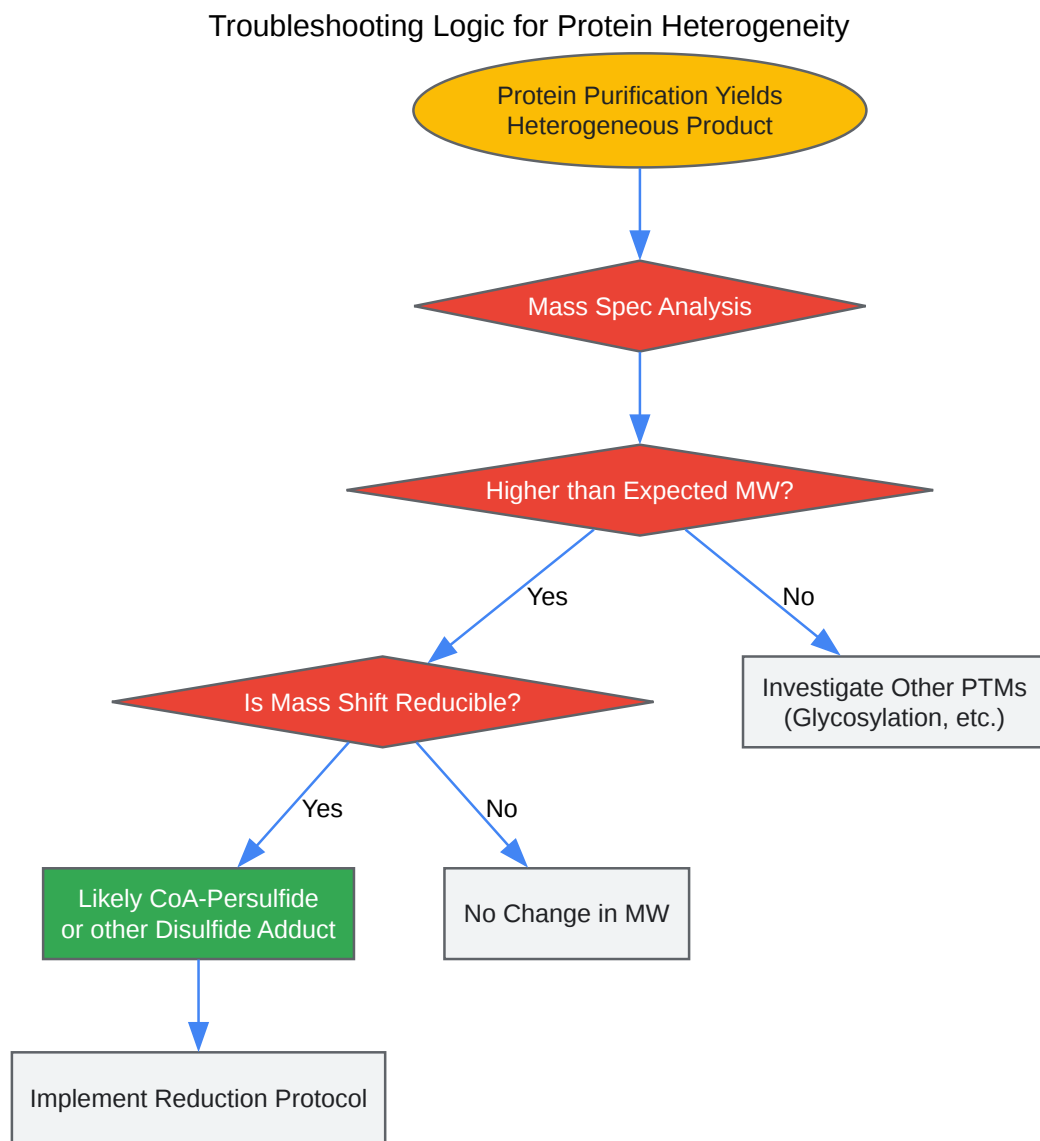 Troubleshooting Logic for Protein Heterogeneity
Protein Purification Yields
Heterogeneous Product
Mass Spec Analysis
Higher than Expected MW?
Yes
No
Is Mass Shift Reducible?
Investigate Other PTMs
(Glycosylation, etc.)
Yes
No
Likely CoA-Persulfide
or other Disulfide Adduct
No Change in MW
Implement Reduction Protocol